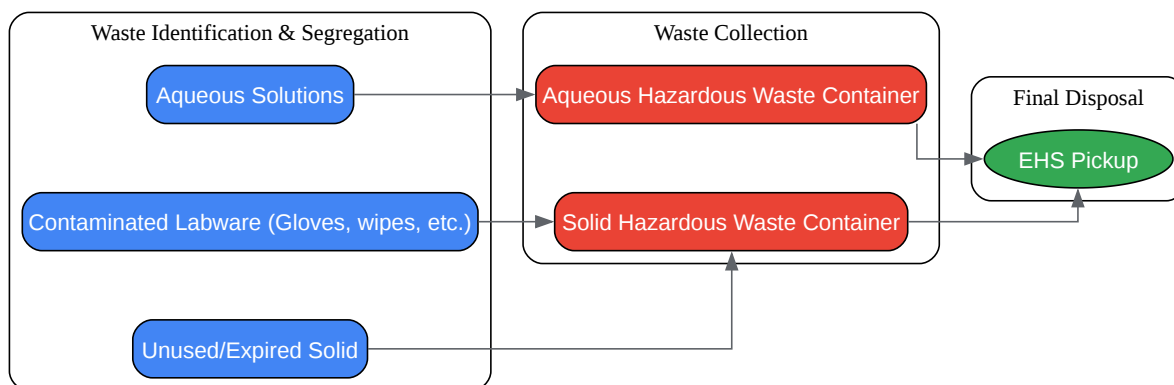 Waste Identification & Segregation
Aqueous Solutions
Contaminated Labware (Gloves, wipes, etc.)
Unused/Expired Solid
Waste Collection
Aqueous Hazardous Waste Container
Solid Hazardous Waste Container
Final Disposal
EHS Pickup